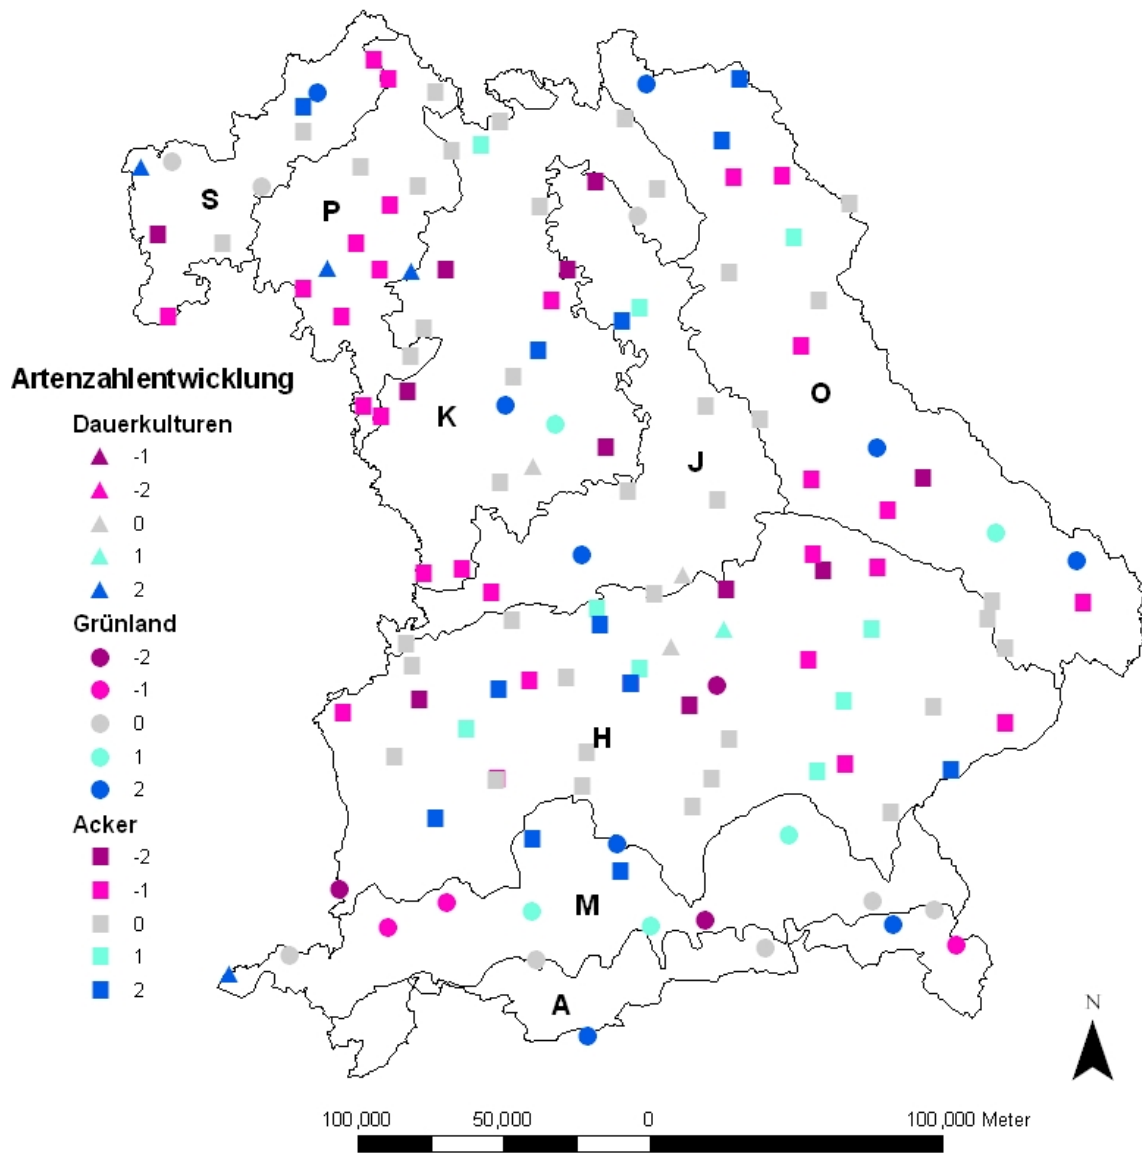 S
P
K
J
O
H
M
A
Artenzahlentwicklung
Dauerkulturen
-1
-2
0
1
2
Grünland
-2
-1
0
1
2
Acker
-2
-1
0
1
2
N
100,000 50,000 0 100,000 Meter